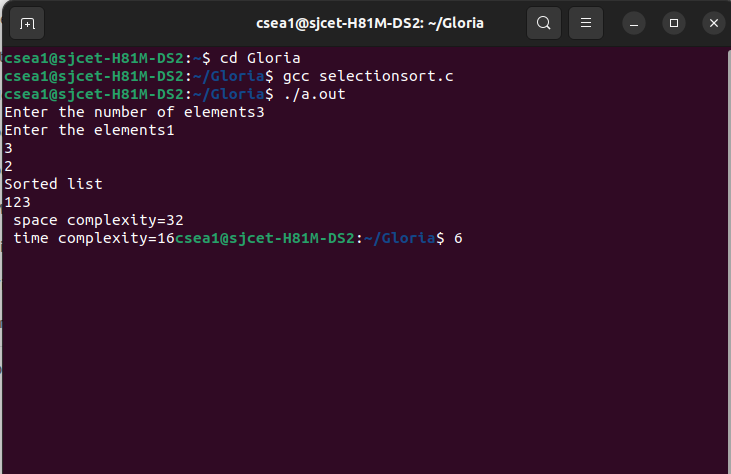 csea1@sjcet-H81M-DS2: ~/Gloria
csea1@sjcet-H81M-DS2:~$ cd Gloria
csea1@sjcet-H81M-DS2:~/Gloria$ gcc selectionsort.c
csea1@sjcet-H81M-DS2:~/Gloria$ ./a.out
Enter the number of elements3
Enter the elements1
3
2
Sorted list
123
 space complexity=32
 time complexity=16csea1@sjcet-H81M-DS2:~/Gloria$ 6